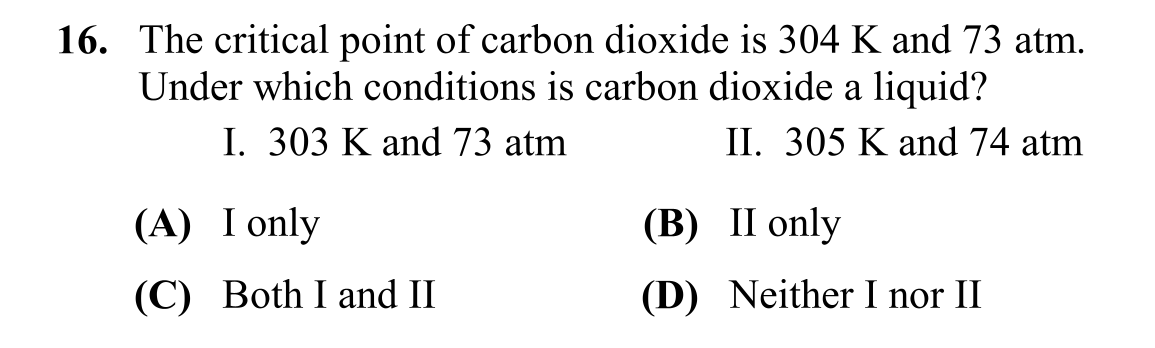 16. The critical point of carbon dioxide is 304 K and 73 atm.
Under which conditions is carbon dioxide a liquid?
I. 303 K and 73 atm II. 305 K and 74 atm
(A) I only (B) II only
(C) Both I and II (D) Neither I nor II